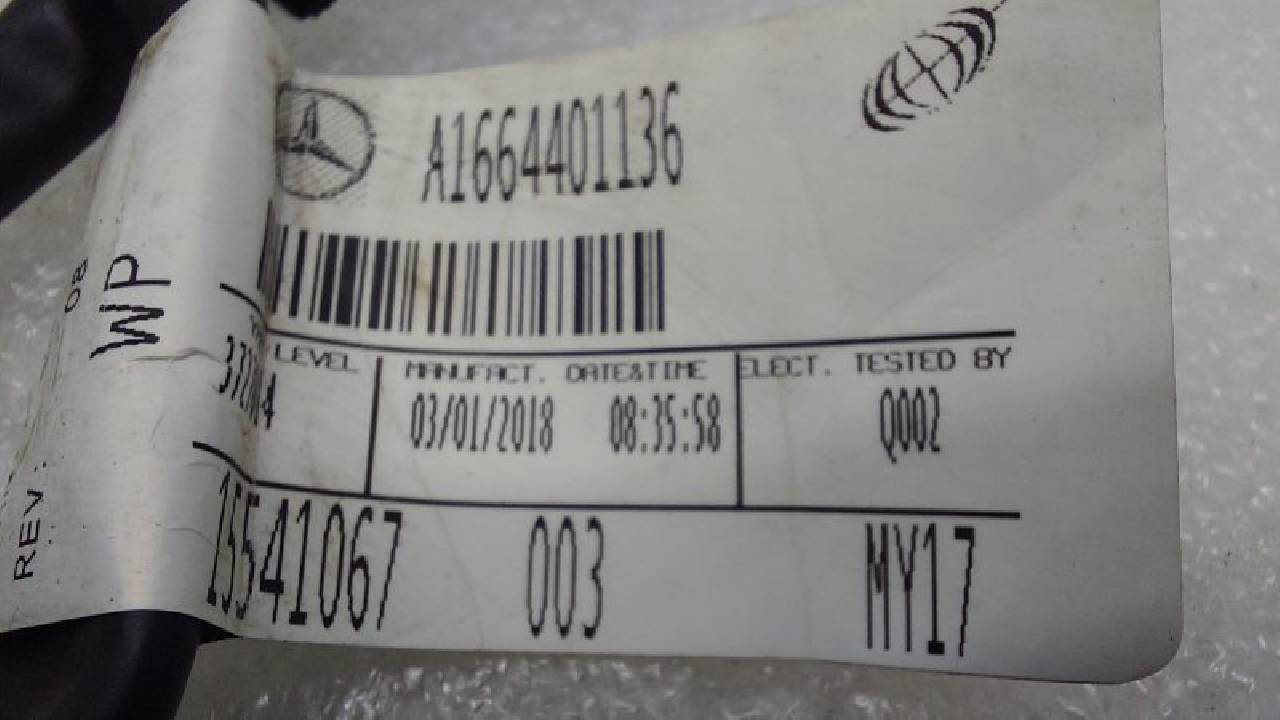 A1664401136
LEVEL MANUFACT. DATE&TIME ELECT. TESTED BY
03/01/2018 08:35:58 Q002
15541067 003 MY17
REV: 08
WP